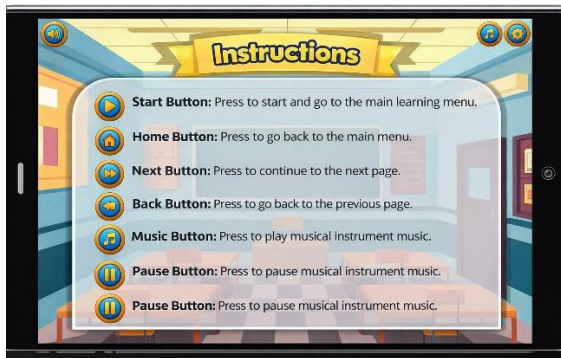 Instructions
Start Button: Press to start and go to the main learning menu.
Home Button: Press to go back to the main menu.
Next Button: Press to continue to the next page.
Back Button: Press to go back to the previous page.
Music Button: Press to play musical instrument music.
Pause Button: Press to pause musical instrument music.
Pause Button: Press to pause musical instrument music.